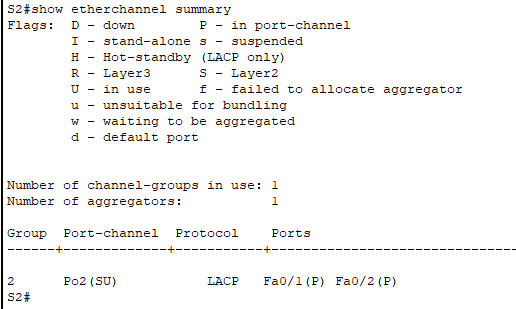 S2#show etherchannel summary
Flags:  D - down        P - in port-channel
        I - stand-alone s - suspended
        H - Hot-standby (LACP only)
        R - Layer3      S - Layer2
        U - in use      f - failed to allocate aggregator
        u - unsuitable for bundling
        w - waiting to be aggregated
        d - default port
Number of channel-groups in use: 1
Number of aggregators:           1
Group  Port-channel  Protocol    Ports
------+-------------+-----------+----------------------------------------------
2      Po2(SU)           LACP   Fa0/1(P) Fa0/2(P)
S2#